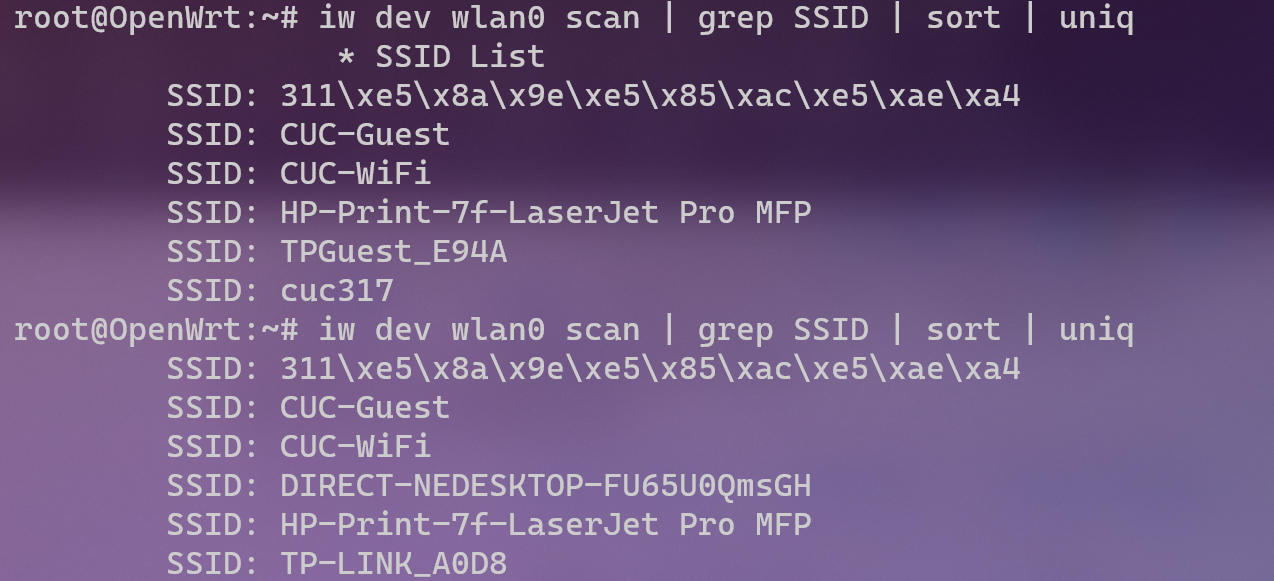 root@OpenWrt:~# iw dev wlan0 scan | grep SSID | sort | uniq
* SSID List
SSID: 311\xe5\x8a\x9e\xe5\x85\xac\xe5\xae\xa4
SSID: CUC-Guest
SSID: CUC-WiFi
SSID: HP-Print-7f-LaserJet Pro MFP
SSID: TPGuest_E94A
SSID: cuc317
root@OpenWrt:~# iw dev wlan0 scan | grep SSID | sort | uniq
SSID: 311\xe5\x8a\x9e\xe5\x85\xac\xe5\xae\xa4
SSID: CUC-Guest
SSID: CUC-WiFi
SSID: DIRECT-NEDESKTOP-FU65U0QmsGH
SSID: HP-Print-7f-LaserJet Pro MFP
SSID: TP-LINK_A0D8